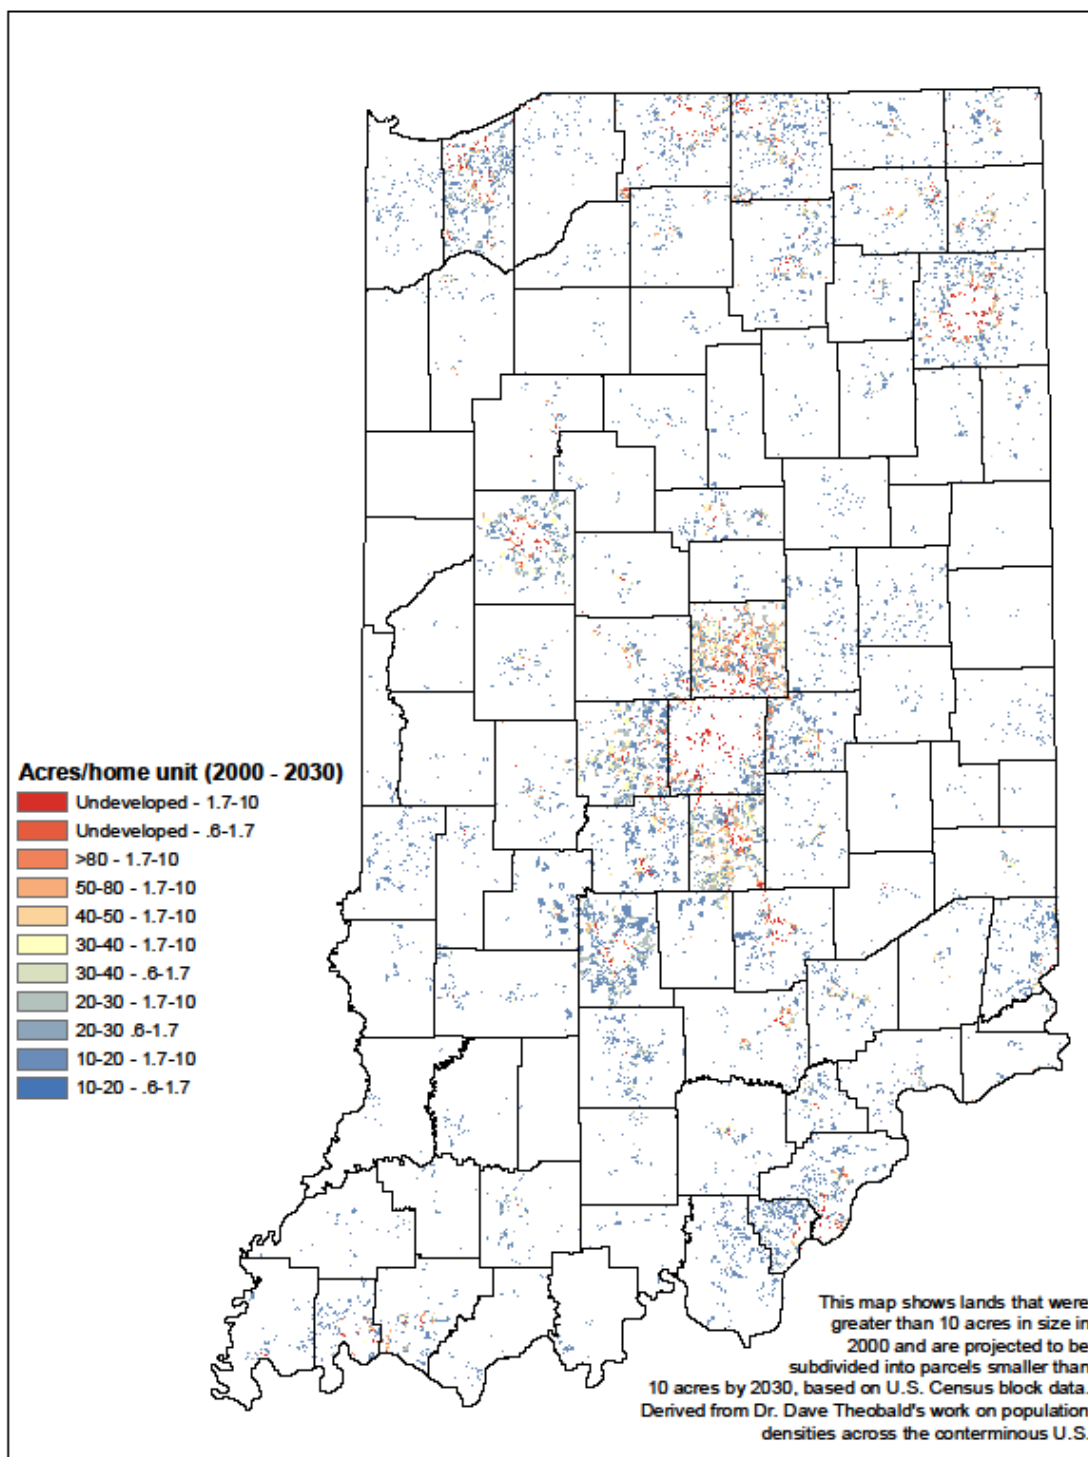 Acres/home unit (2000 - 2030)
Undeveloped - 1.7-10
Undeveloped - .6-1.7
>80 - 1.7-10
50-80 - 1.7-10
40-50 - 1.7-10
30-40 - 1.7-10
30-40 - .6-1.7
20-30 - 1.7-10
20-30 .6-1.7
10-20 - 1.7-10
10-20 - .6-1.7
This map shows lands that were
greater than 10 acres in size in
2000 and are projected to be
subdivided into parcels smaller than
10 acres by 2030, based on U.S. Census block data.
Derived from Dr. Dave Theobald's work on population
densities across the conterminous U.S.